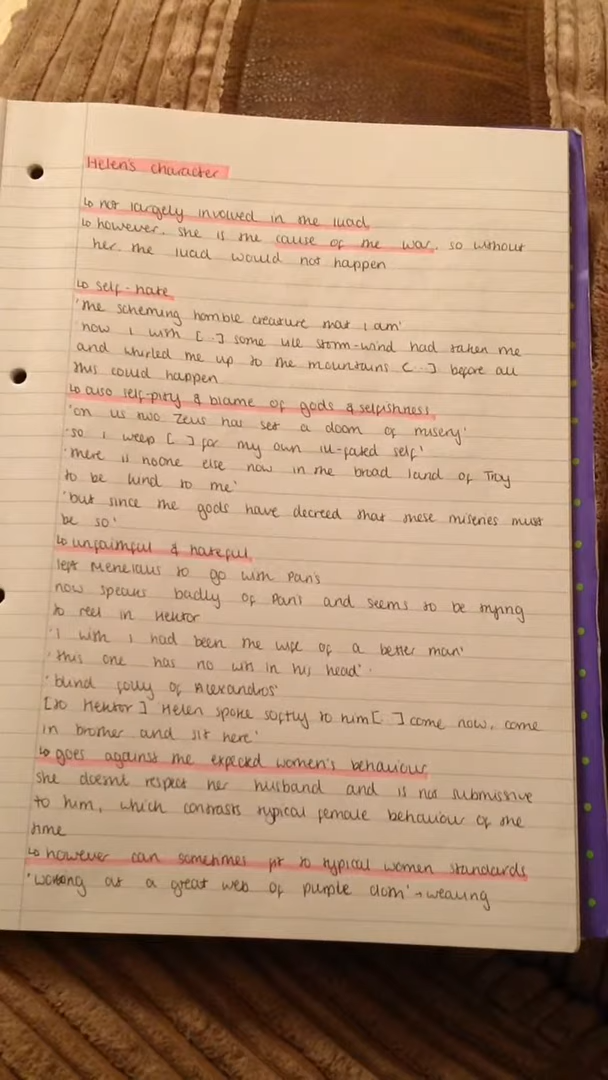 Helen's character
↳ not largely involved in the iliad
↳ however, she is the cause of the war, so without
her, the iliad would not happen
↳ self-hate
'the scheming horrible creature that I am'
'now I wish [...] some vile storm-wind had taken me
and whirled me up to the mountains [...] before all
this could happen
↳ also self-pity & blame of gods & selfishness
'on us two Zeus has set a doom of misery'
'so I weep [ ] for my own ill-fated self'
'there is noone else now in the broad land of Troy
to be kind to me'
'but since the gods have decreed that these miseries must
be so'
↳ unfaithful & hateful
left Menelaus to go with Paris
now speaks badly of Paris and seems to be trying
to reel in Hektor
'I wish I had been the wife of a better man'
'this one has no wits in his head'
'blind folly of Alexandros'
[to Hektor] Helen spoke softly to him [ ] come now, come
in brother and sit here'
↳ goes against the expected women's behaviour
she doesnt respect her husband and is not submissive
to him, which contrasts typical female behaviour of the
time
↳ however can sometimes fit to typical women standards
'working at a great web of purple cloth' → weaving